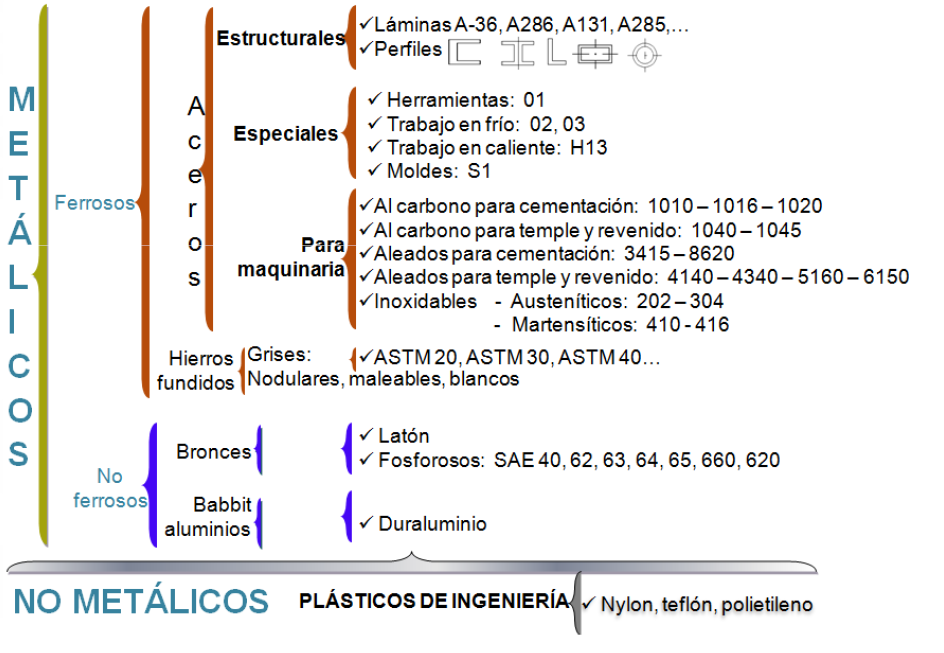 METÁLICOS
Ferrosos
Aceros
Estructurales
✓Láminas A-36, A286, A131, A285,…
✓Perfiles
Especiales
✓ Herramientas: 01
✓ Trabajo en frío: 02, 03
✓ Trabajo en caliente: H13
✓ Moldes: S1
Para
maquinaria
✓Al carbono para cementación: 1010 – 1016 – 1020
✓Al carbono para temple y revenido: 1040 – 1045
✓Aleados para cementación: 3415 – 8620
✓Aleados para temple y revenido: 4140 – 4340 – 5160 – 6150
✓Inoxidables - Austeníticos: 202 – 304
- Martensíticos: 410 - 416
Hierros
fundidos
Grises:
✓ASTM 20, ASTM 30, ASTM 40…
Nodulares, maleables, blancos
No
ferrosos
Bronces
✓ Latón
✓ Fosforosos: SAE 40, 62, 63, 64, 65, 660, 620
Babbit
aluminios
✓ Duraluminio
NO METÁLICOS
PLÁSTICOS DE INGENIERÍA
✓ Nylon, teflón, polietileno